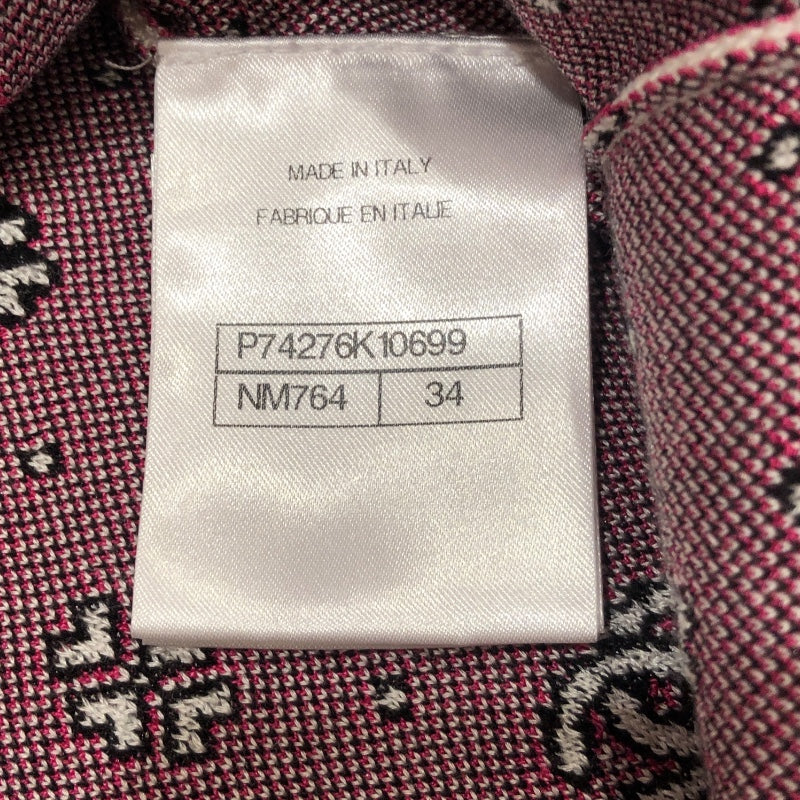 MADE IN ITALY
FABRIQUE EN ITALIE
P74276K10699
NM764 34